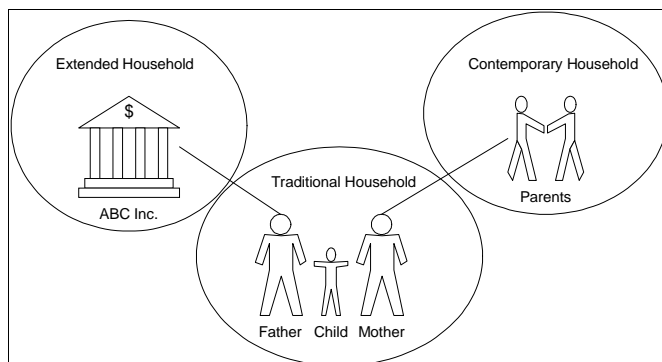 Extended Household
$
ABC Inc.
Contemporary Household
Parents
Traditional Household
Father Child Mother